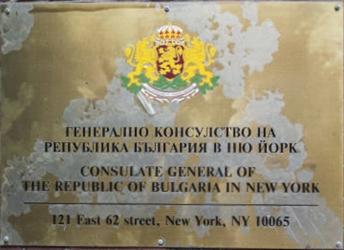 ГЕНЕРАЛНО КОНСУЛСТВО НА
РЕПУБЛИКА БЪЛГАРИЯ В НЮ ЙОРК
CONSULATE GENERAL OF
THE REPUBLIC OF BULGARIA IN NEW YORK
121 East 62 street, New York, NY 10065